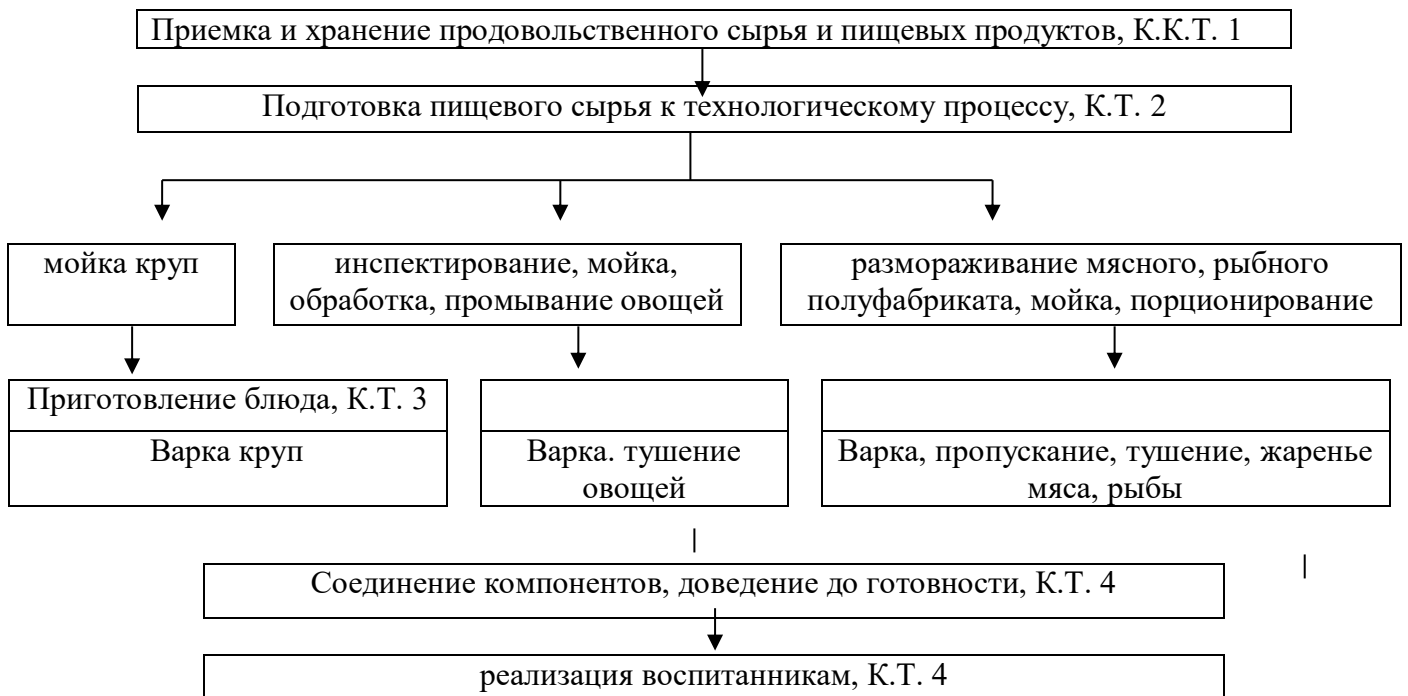 Приемка и хранение продовольственного сырья и пищевых продуктов, К.К.Т. 1
Подготовка пищевого сырья к технологическому процессу, К.Т. 2
мойка круп
инспектирование, мойка,
обработка, промывание овощей
размораживание мясного, рыбного
полуфабриката, мойка, порционирование
Приготовление блюда, К.Т. 3
Варка круп
Варка. тушение
овощей
Варка, пропускание, тушение, жаренье
мяса, рыбы
Соединение компонентов, доведение до готовности, К.Т. 4
реализация воспитанникам, К.Т. 4